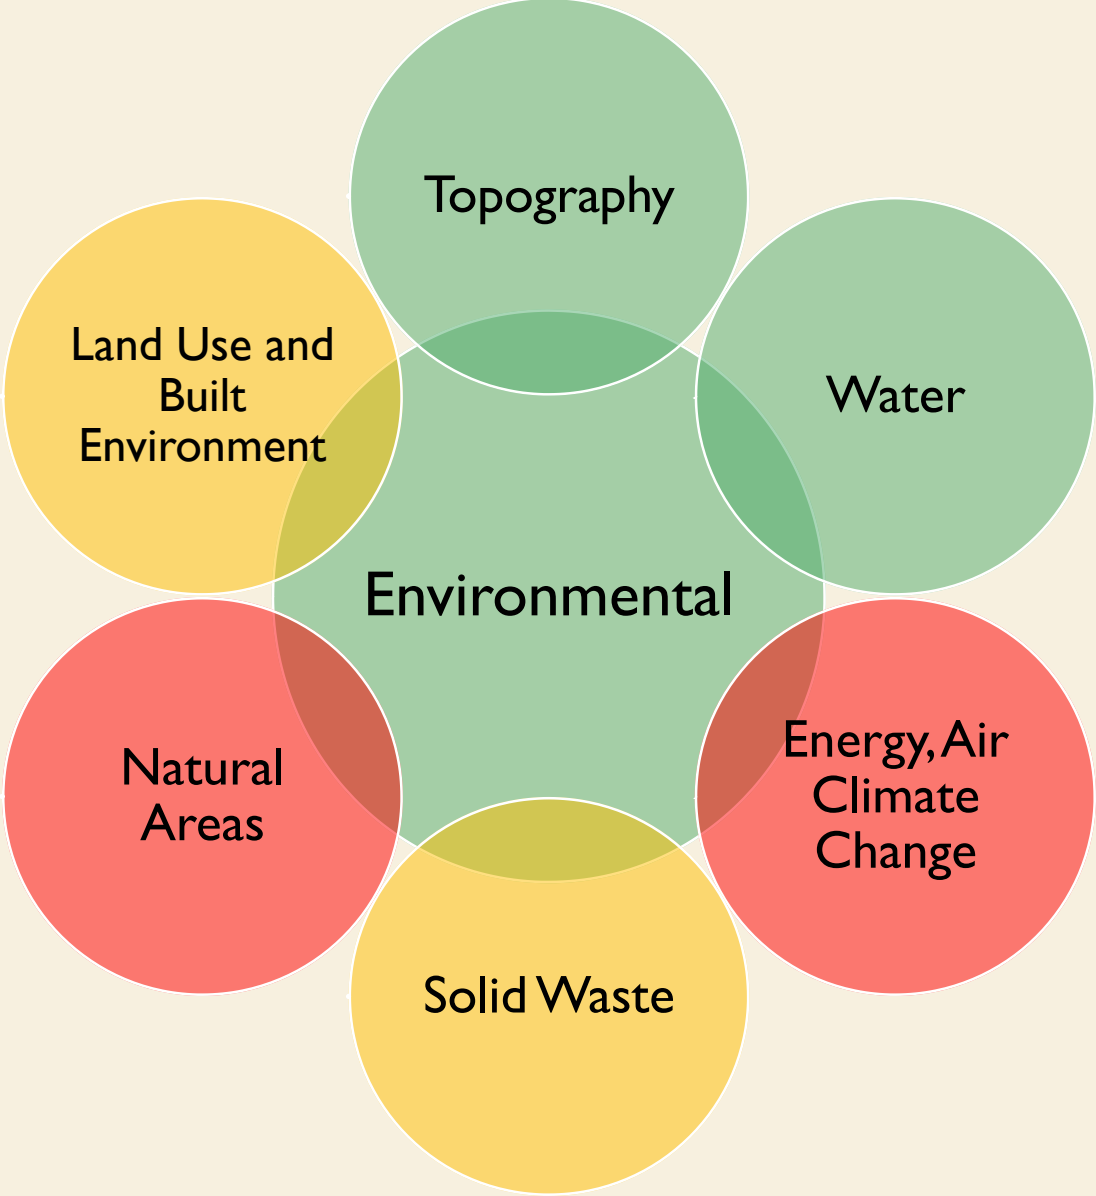 Topography
Water
Energy, Air
Climate
Change
Solid Waste
Natural
Areas
Land Use and
Built
Environment
Environmental